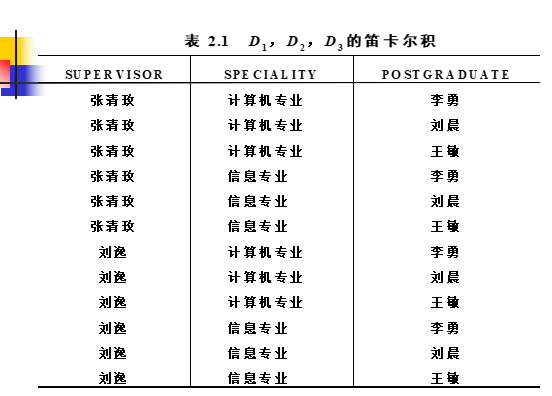 表 2.1 D1，D2，D3的笛卡尔积
SUPERVISOR SPECIALITY POSTGRADUATE
张清玫 计算机专业 李勇
张清玫 计算机专业 刘晨
张清玫 计算机专业 王敏
张清玫 信息专业 李勇
张清玫 信息专业 刘晨
张清玫 信息专业 王敏
刘逸 计算机专业 李勇
刘逸 计算机专业 刘晨
刘逸 计算机专业 王敏
刘逸 信息专业 李勇
刘逸 信息专业 刘晨
刘逸 信息专业 王敏